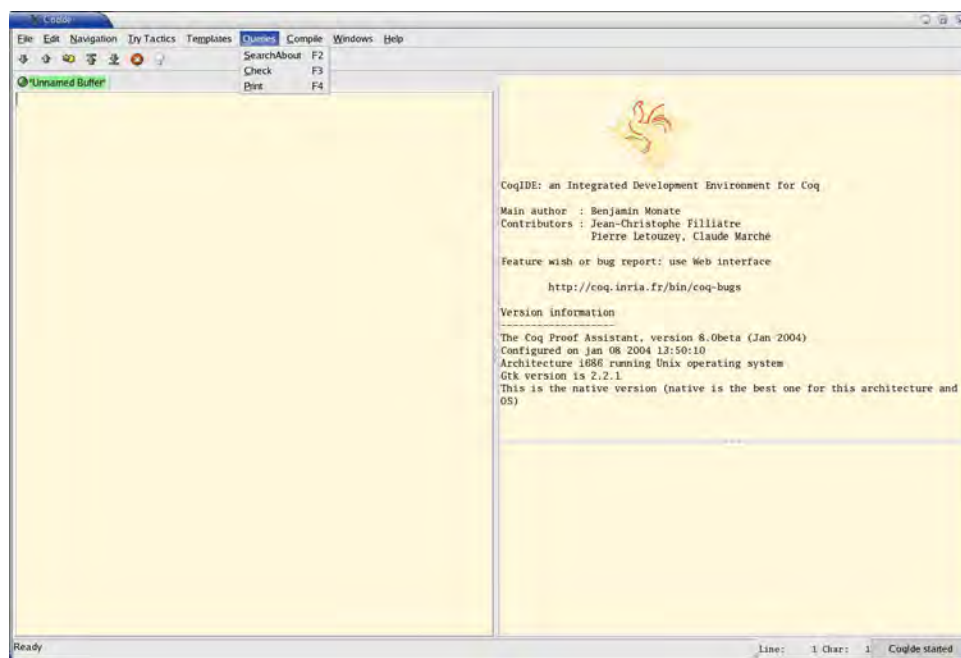 CoqIde
File Edit Navigation Try Tactics Templates Queries Compile Windows Help
SearchAbout F2
Check F3
Print F4
*Unnamed Buffer*
CoqIDE: an Integrated Development Environment for Coq
Main author : Benjamin Monate
Contributors : Jean-Christophe Filliatre
Pierre Letouzey, Claude Marché
Feature wish or bug report: use Web interface
http://coq.inria.fr/bin/coq-bugs
Version information
-------------------
The Coq Proof Assistant, version 8.0beta (Jan 2004)
Configured on jan 08 2004 13:50:10
Architecture i686 running Unix operating system
Gtk version is 2.2.1
This is the native version (native is the best one for this architecture and
OS)
Ready
Line: 1 Char: 1 CoqIde started